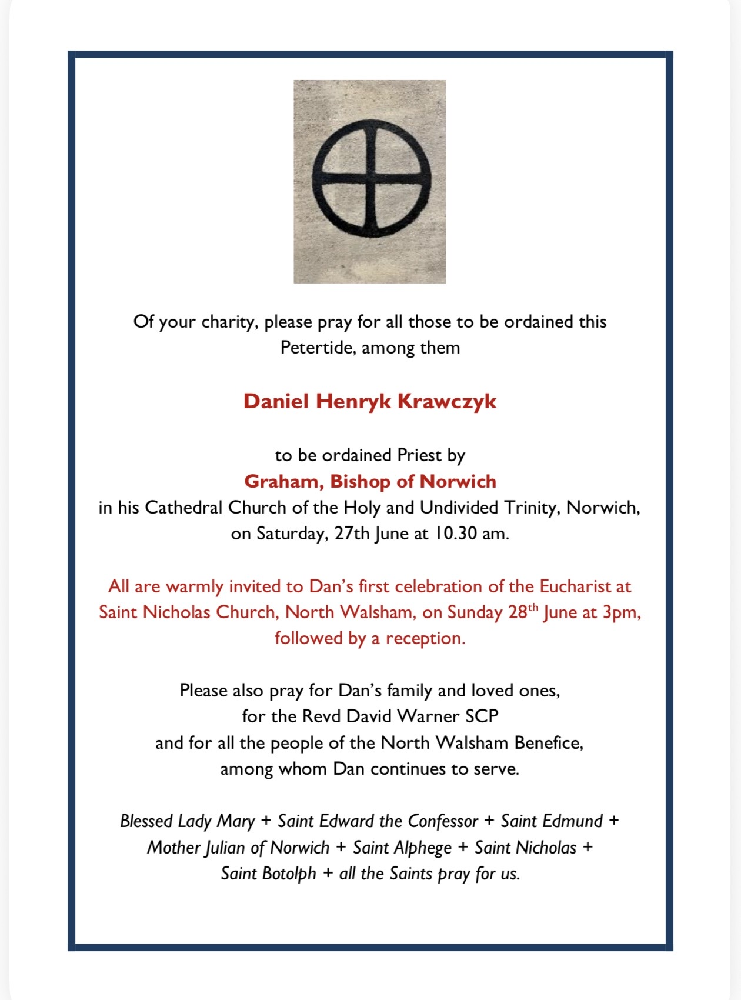 Of your charity, please pray for all those to be ordained this
Petertide, among them
Daniel Henryk Krawczyk
to be ordained Priest by
Graham, Bishop of Norwich
in his Cathedral Church of the Holy and Undivided Trinity, Norwich,
on Saturday, 27th June at 10.30 am.
All are warmly invited to Dan’s first celebration of the Eucharist at
Saint Nicholas Church, North Walsham, on Sunday 28th June at 3pm,
followed by a reception.
Please also pray for Dan’s family and loved ones,
for the Revd David Warner SCP
and for all the people of the North Walsham Benefice,
among whom Dan continues to serve.
Blessed Lady Mary + Saint Edward the Confessor + Saint Edmund +
Mother Julian of Norwich + Saint Alphege + Saint Nicholas +
Saint Botolph + all the Saints pray for us.